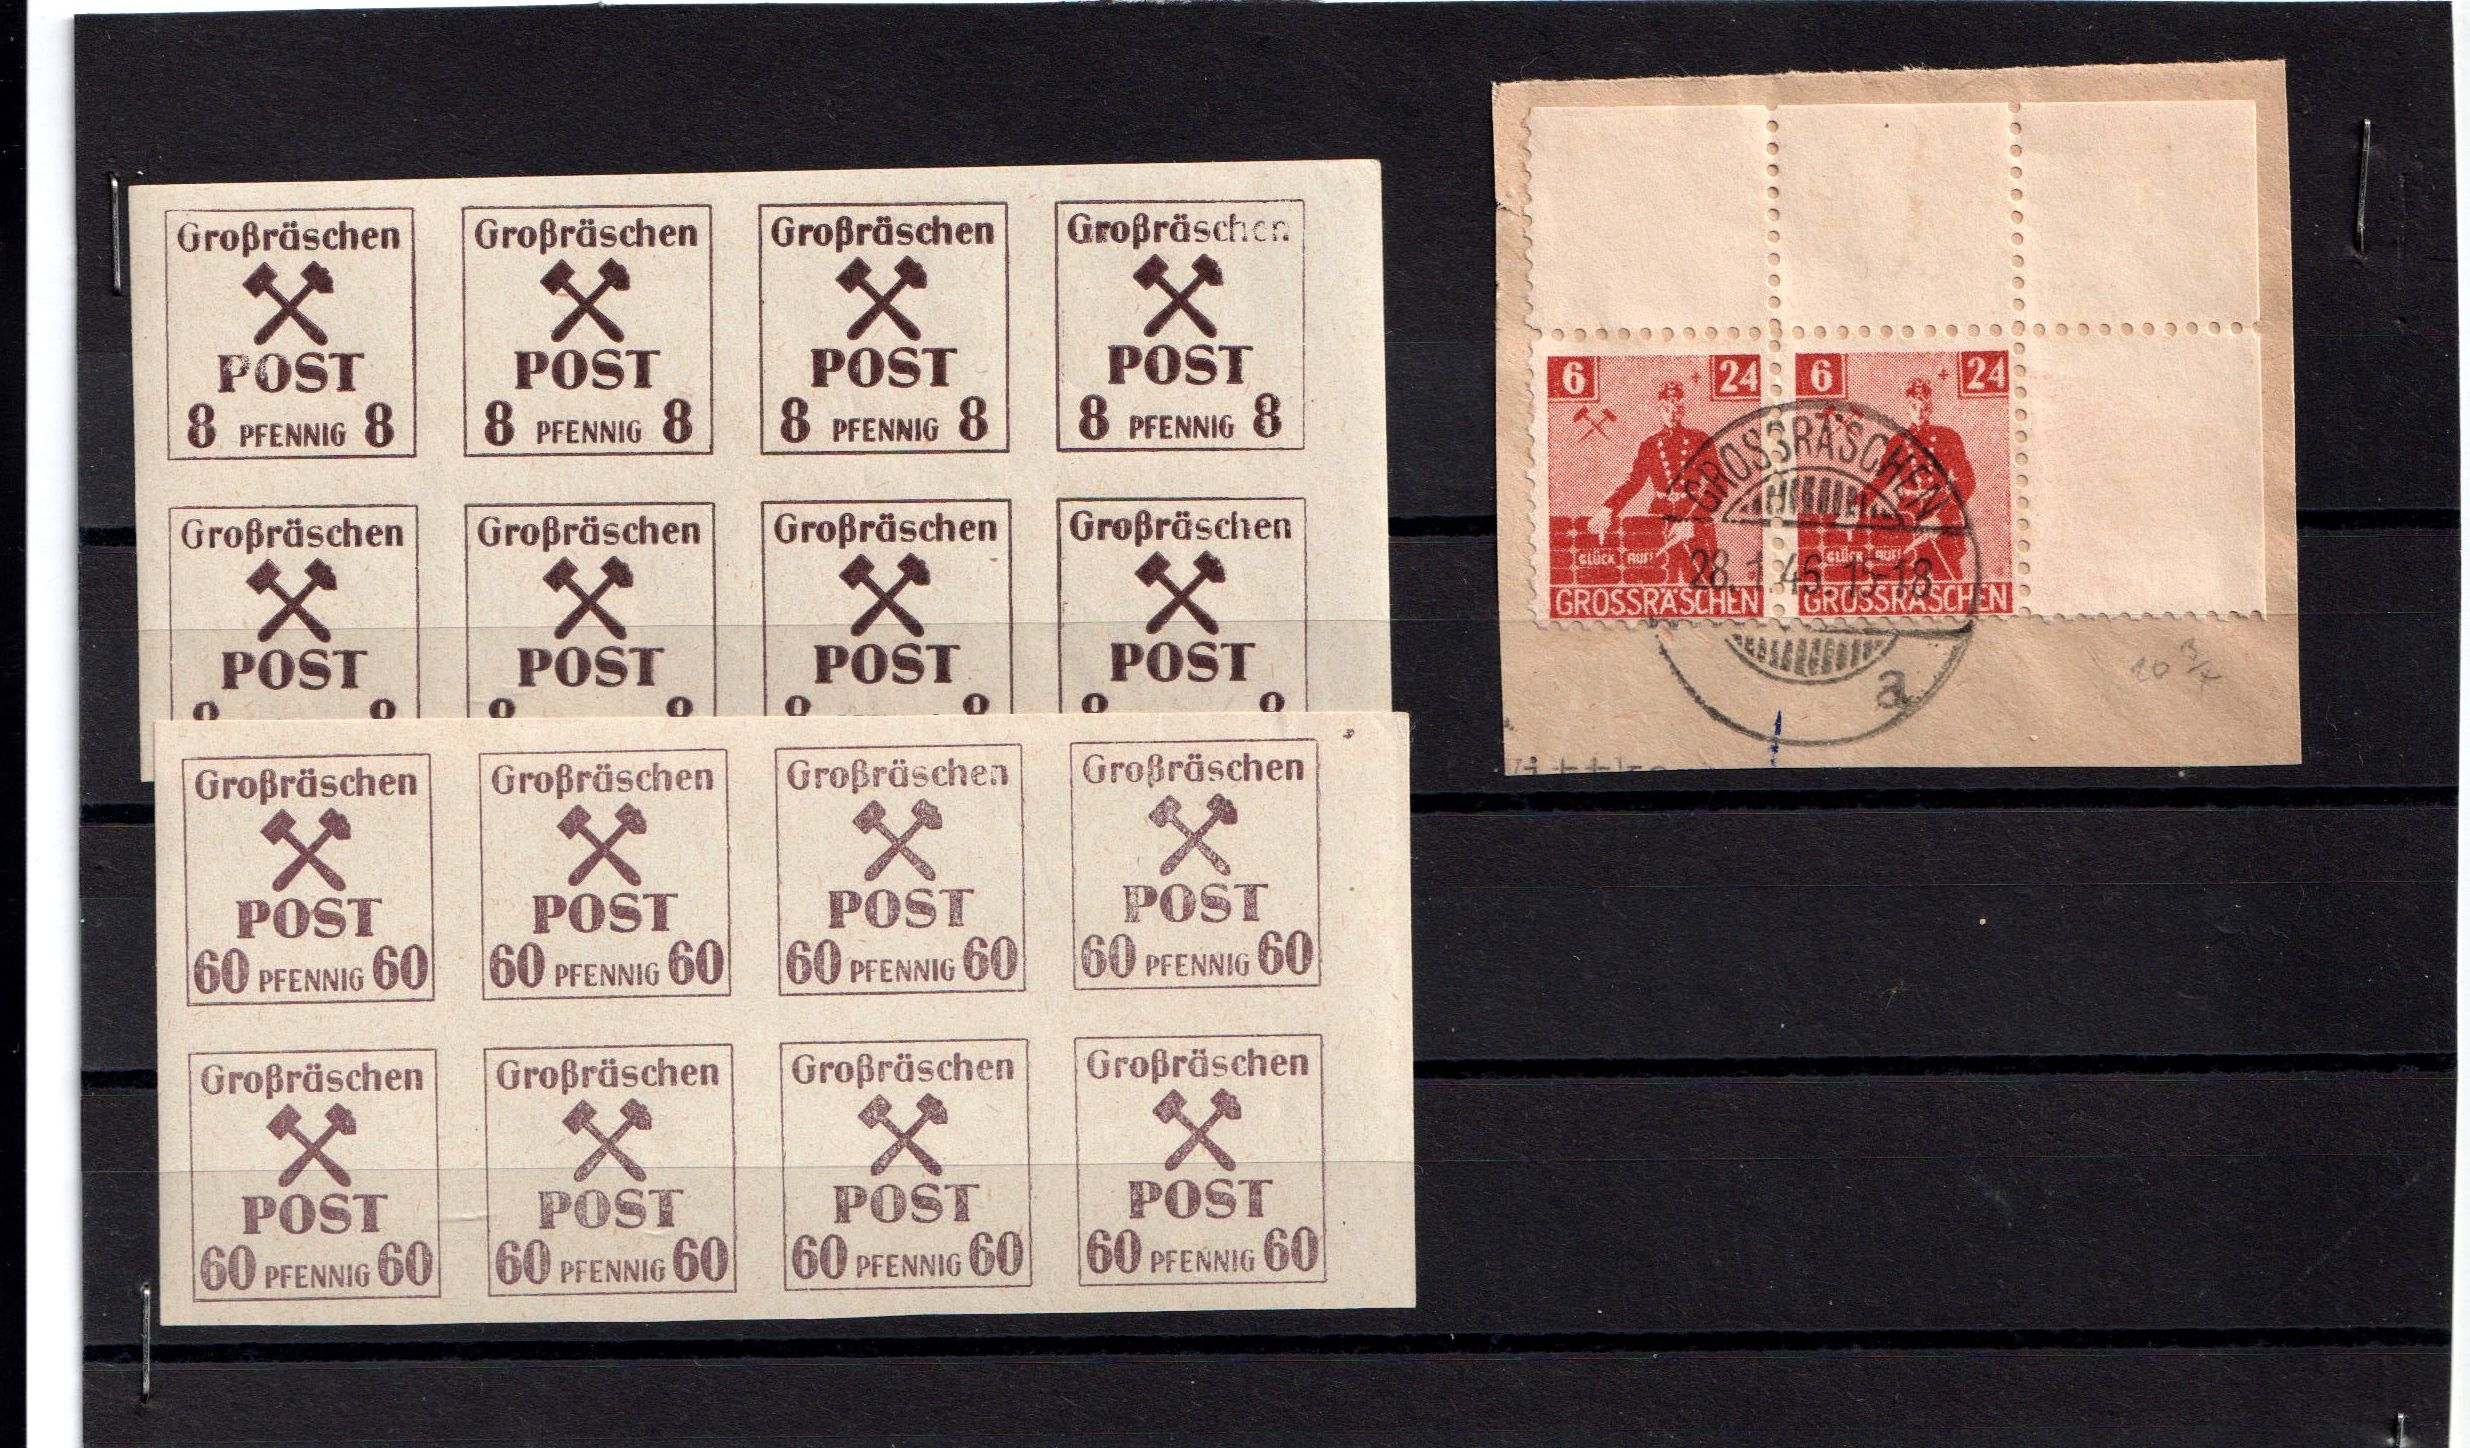 Großräschen Großräschen Großräschen Großräschen
POST POST POST POST
8 PFENNIG 8 8 PFENNIG 8 8 PFENNIG 8 8 PFENNIG 8
Großräschen Großräschen Großräschen Großräschen
POST POST POST POST
Großräschen Großräschen Großräschen Großräschen
POST POST POST POST
60 PFENNIG 60 60 PFENNIG 60 60 PFENNIG 60 60 PFENNIG 60
Großräschen Großräschen Großräschen Großräschen
POST POST POST POST
60 PFENNIG 60 60 PFENNIG 60 60 PFENNIG 60 60 PFENNIG 60
6 + 24 6 + 24
GLÜCK AUF! GLÜCK AUF!
GROSSRÄSCHEN GROSSRÄSCHEN
GROSSRÄSCHEN
28.1.46.15-18
a